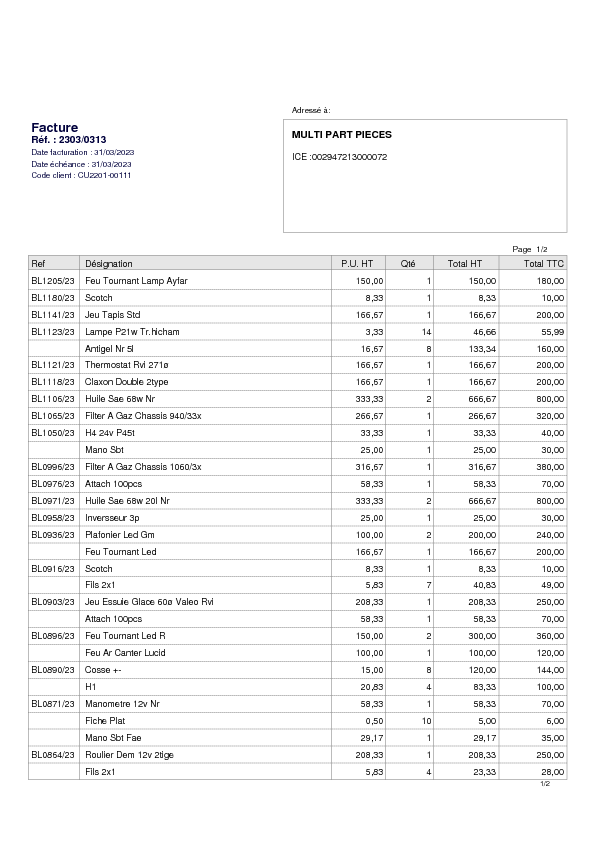 Adressé à:
Facture
Réf. : 2303/0313
Date facturation : 31/03/2023
Date échéance : 31/03/2023
Code client : CU2201-00111
MULTI PART PIECES
ICE :002947213000072
Page 1/2
Ref Désignation P.U. HT Qté Total HT Total TTC
BL1205/23 Feu Tournant Lamp Ayfar 150,00 1 150,00 180,00
BL1180/23 Scotch 8,33 1 8,33 10,00
BL1141/23 Jeu Tapis Std 166,67 1 166,67 200,00
BL1123/23 Lampe P21w Tr.hicham 3,33 14 46,66 55,99
Antigel Nr 5l 16,67 8 133,34 160,00
BL1121/23 Thermostat Rvi 271ø 166,67 1 166,67 200,00
BL1118/23 Claxon Double 2type 166,67 1 166,67 200,00
BL1106/23 Huile Sae 68w Nr 333,33 2 666,67 800,00
BL1065/23 Filter A Gaz Chassis 940/33x 266,67 1 266,67 320,00
BL1050/23 H4 24v P45t 33,33 1 33,33 40,00
Mano Sbt 25,00 1 25,00 30,00
BL0996/23 Filter A Gaz Chassis 1060/3x 316,67 1 316,67 380,00
BL0976/23 Attach 100pcs 58,33 1 58,33 70,00
BL0971/23 Huile Sae 68w 20l Nr 333,33 2 666,67 800,00
BL0958/23 Inversseur 3p 25,00 1 25,00 30,00
BL0936/23 Plafonier Led Gm 100,00 2 200,00 240,00
Feu Tournant Led 166,67 1 166,67 200,00
BL0916/23 Scotch 8,33 1 8,33 10,00
Fils 2x1 5,83 7 40,83 49,00
BL0903/23 Jeu Essuie Glace 60ø Valeo Rvi 208,33 1 208,33 250,00
Attach 100pcs 58,33 1 58,33 70,00
BL0896/23 Feu Tournant Led R 150,00 2 300,00 360,00
Feu Ar Canter Lucid 100,00 1 100,00 120,00
BL0890/23 Cosse +- 15,00 8 120,00 144,00
H1 20,83 4 83,33 100,00
BL0871/23 Manometre 12v Nr 58,33 1 58,33 70,00
Fiche Plat 0,50 10 5,00 6,00
Mano Sbt Fae 29,17 1 29,17 35,00
BL0864/23 Roulier Dem 12v 2tige 208,33 1 208,33 250,00
Fils 2x1 5,83 4 23,33 28,00
1/2